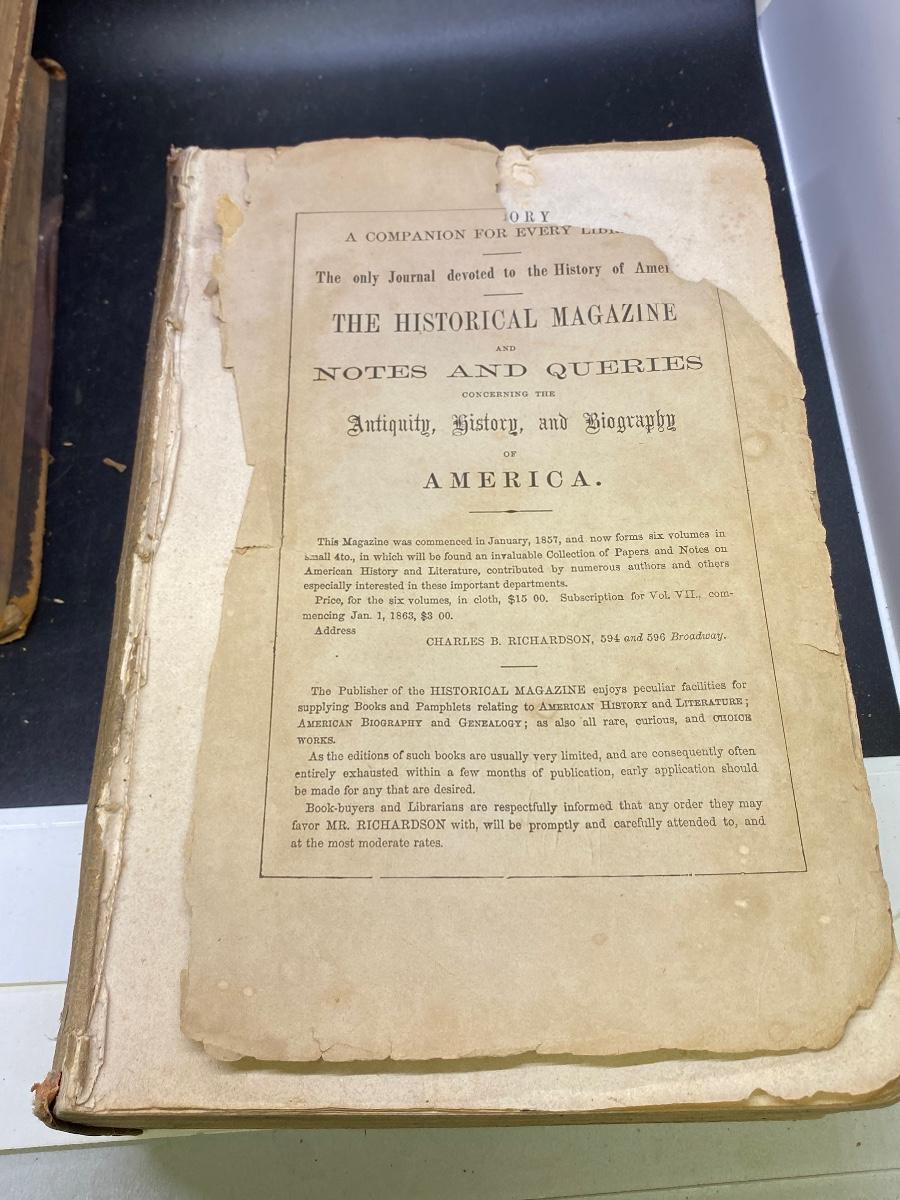 ORY
A COMPANION FOR EVERY
The only Journal devoted to the History of
THE HISTORICAL MAGAZINE
AND
NOTES AND QUERIES
CONCERNING THE
Antiquity, History, and Biography
OF
AMERICA.
This Magazine was commenced in January, 1857, and now forms six volumes in
small 4to., in which will be found an invaluable Collection of Papers and Notes on
American History and Literature, contributed by numerous authors and others
especially interested in these important departments.
Price, for the six volumes, in cloth, $15 00. Subscription for Vol. VII., com-
mencing Jan. 1, 1863, $3 00.
Address
CHARLES B. RICHARDSON, 594 and 596 Broadway.
The Publisher of the HISTORICAL MAGAZINE enjoys peculiar facilities for
supplying Books and Pamphlets relating to AMERICAN HISTORY and LITERATURE;
AMERICAN BIOGRAPHY and GENEALOGY; as also all rare, curious, and CHOICE
WORKS.
As the editions of such books are usually very limited, and are consequently often
entirely exhausted within a few months of publication, early application should
be made for any that are desired.
Book-buyers and Librarians are respectfully informed that any order they may
favor MR. RICHARDSON with, will be promptly and carefully attended to, and
at the most moderate rates.